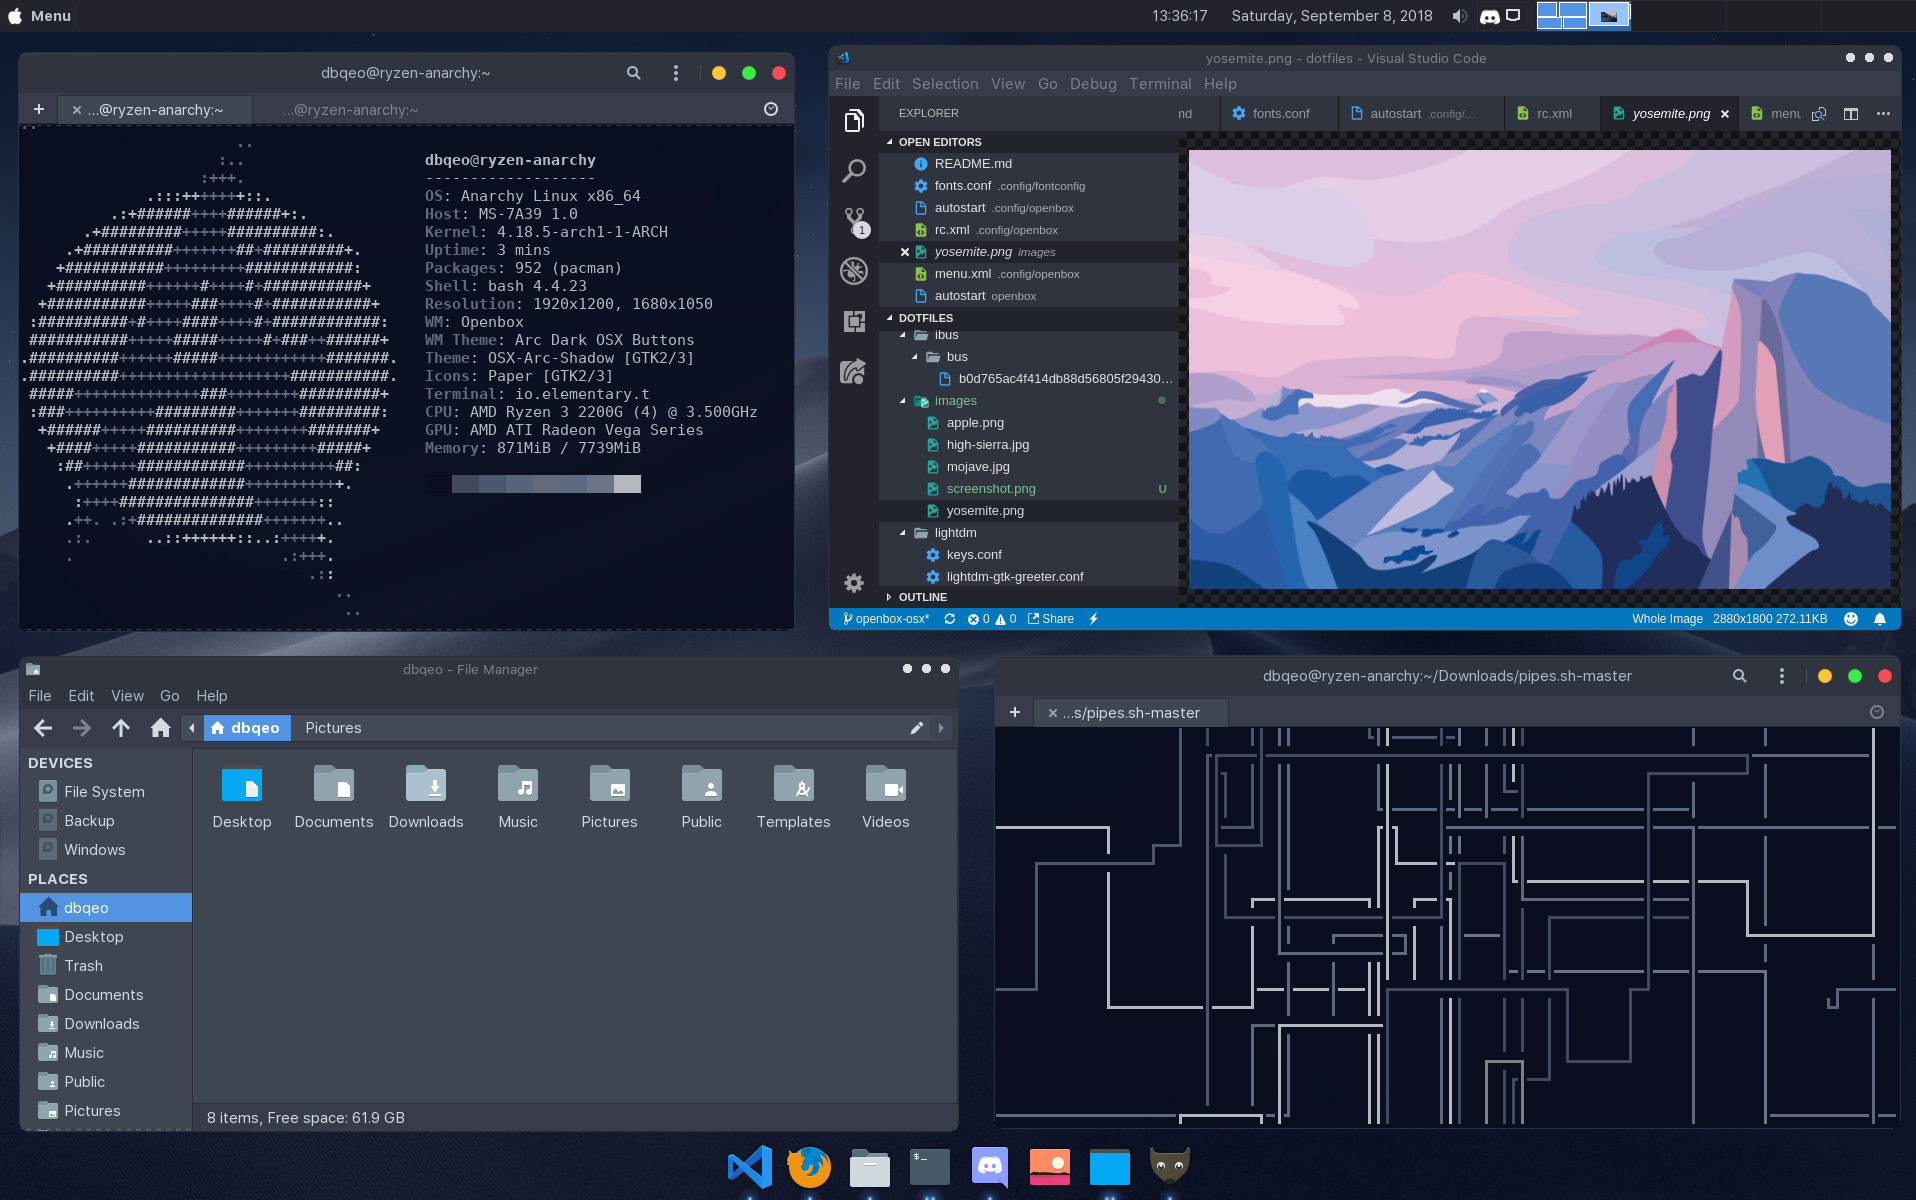 Menu
13:36:17 Saturday, September 8, 2018
dbqeo@ryzen-anarchy:~
...@ryzen-anarchy:~
...@ryzen-anarchy:~
dbqeo@ryzen-anarchy
-------------------
OS: Anarchy Linux x86_64
Host: MS-7A39 1.0
Kernel: 4.18.5-arch1-1-ARCH
Uptime: 3 mins
Packages: 952 (pacman)
Shell: bash 4.4.23
Resolution: 1920x1200, 1680x1050
WM: Openbox
WM Theme: Arc Dark OSX Buttons
Theme: OSX-Arc-Shadow [GTK2/3]
Icons: Paper [GTK2/3]
Terminal: io.elementary.t
CPU: AMD Ryzen 3 2200G (4) @ 3.500GHz
GPU: AMD ATI Radeon Vega Series
Memory: 871MiB / 7739MiB
yosemite.png - dotfiles - Visual Studio Code
File Edit Selection View Go Debug Terminal Help
EXPLORER
nd
fonts.conf
autostart .config/...
rc.xml
yosemite.png
menu
OPEN EDITORS
README.md
fonts.conf .config/fontconfig
autostart .config/openbox
rc.xml .config/openbox
yosemite.png images
menu.xml .config/openbox
autostart openbox
1
DOTFILES
ibus
bus
b0d765ac4f414db88d56805f29430...
images
apple.png
high-sierra.jpg
mojave.jpg
screenshot.png U
yosemite.png
lightdm
keys.conf
lightdm-gtk-greeter.conf
OUTLINE
openbox-osx* 0 0 Share
Whole Image 2880x1800 272.11KB
dbqeo - File Manager
File Edit View Go Help
dbqeo Pictures
DEVICES
File System
Backup
Windows
PLACES
dbqeo
Desktop
Trash
Documents
Downloads
Music
Public
Pictures
Desktop Documents Downloads Music Pictures Public Templates Videos
8 items, Free space: 61.9 GB
dbqeo@ryzen-anarchy:~/Downloads/pipes.sh-master
...s/pipes.sh-master
$_